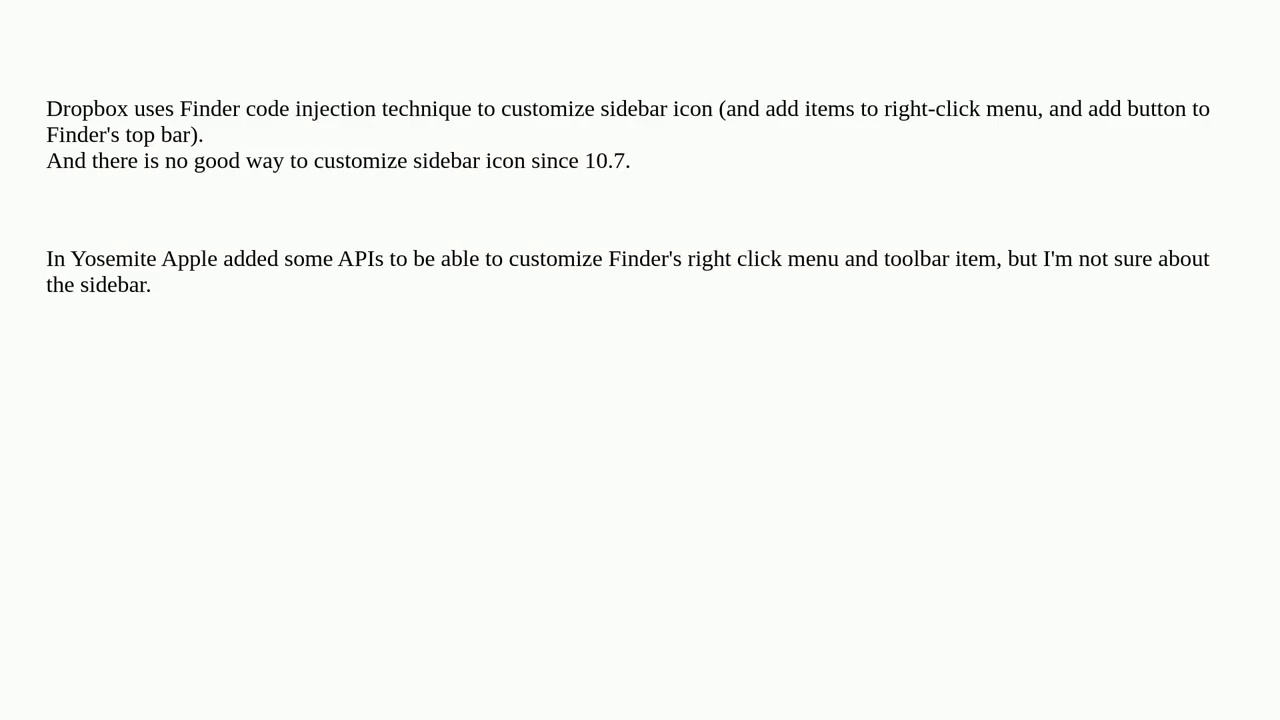 Dropbox uses Finder code injection technique to customize sidebar icon (and add items to right-click menu, and add button to
Finder's top bar).
And there is no good way to customize sidebar icon since 10.7.
In Yosemite Apple added some APIs to be able to customize Finder's right click menu and toolbar item, but I'm not sure about
the sidebar.